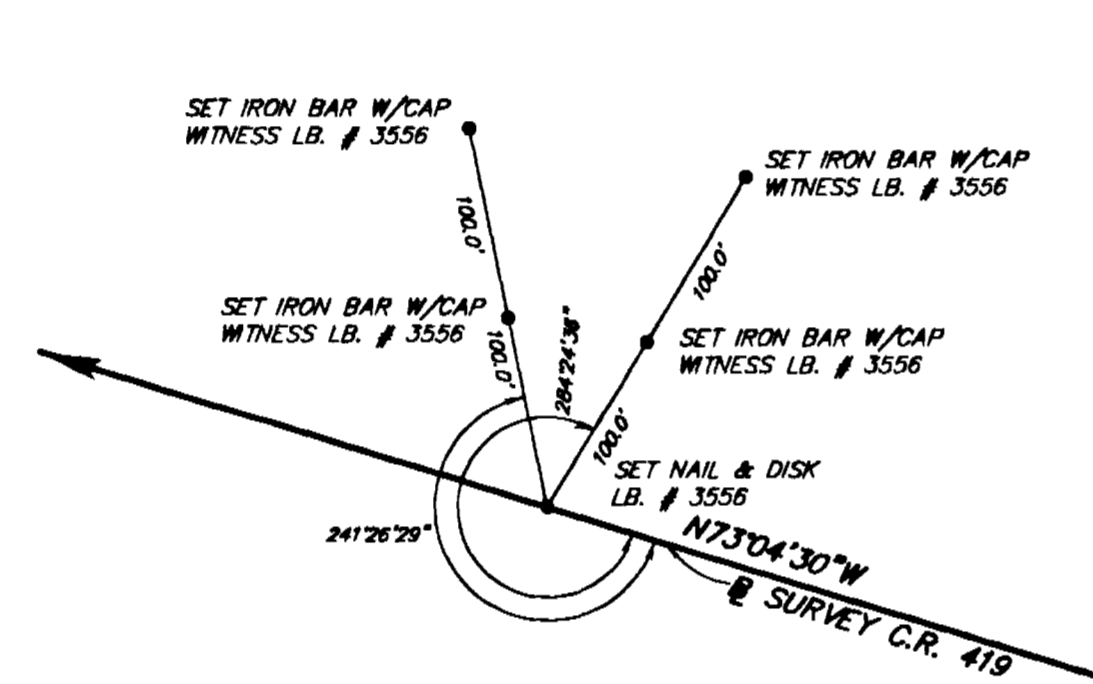 SET IRON BAR W/CAP
WITNESS LB. # 3556
SET IRON BAR W/CAP
WITNESS LB. # 3556
100.0'
100.0'
SET IRON BAR W/CAP
WITNESS LB. # 3556
100.0'
284°24'36"
SET IRON BAR W/CAP
WITNESS LB. # 3556
100.0'
SET NAIL & DISK
LB. # 3556
241°26'29"
N73°04'30"W
SURVEY C.R. 419